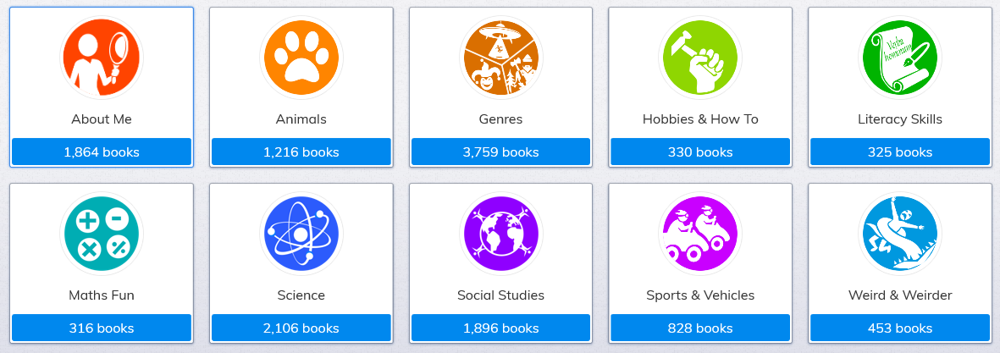 Verba
hominum
About Me
Animals
Genres
Hobbies & How To
Literacy Skills
1,864 books
1,216 books
3,759 books
330 books
325 books
Maths Fun
Science
Social Studies
Sports & Vehicles
Weird & Weirder
316 books
2,106 books
1,896 books
828 books
453 books